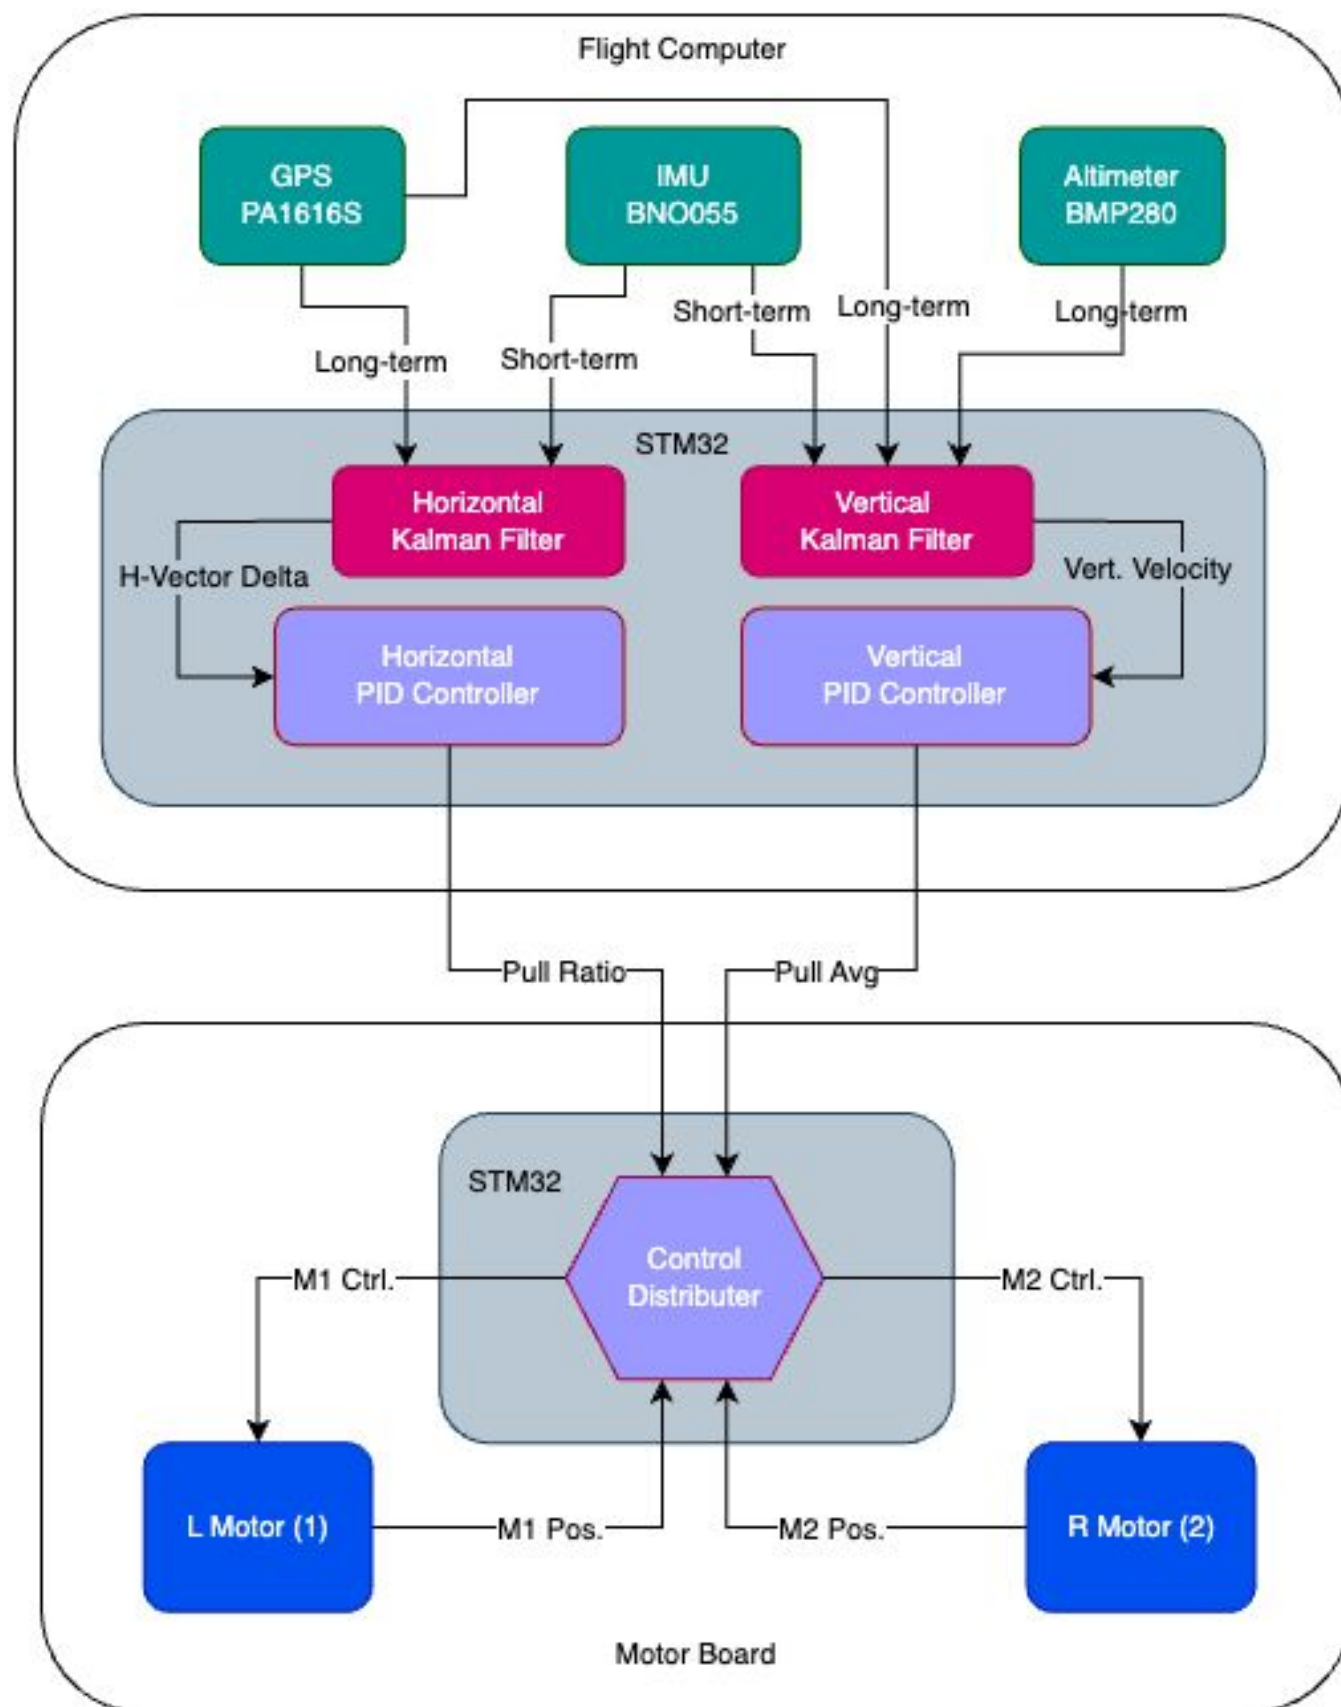 Flight Computer
GPS
PA1616S
IMU
BNO055
Altimeter
BMP280
Short-term
Long-term
Long-term
Long-term
Short-term
STM32
Horizontal
Kalman Filter
Vertical
Kalman Filter
H-Vector Delta
Vert. Velocity
Horizontal
PID Controller
Vertical
PID Controller
Pull Ratio
Pull Avg
STM32
Control
Distributer
M1 Ctrl.
M2 Ctrl.
L Motor (1)
M1 Pos.
M2 Pos.
R Motor (2)
Motor Board